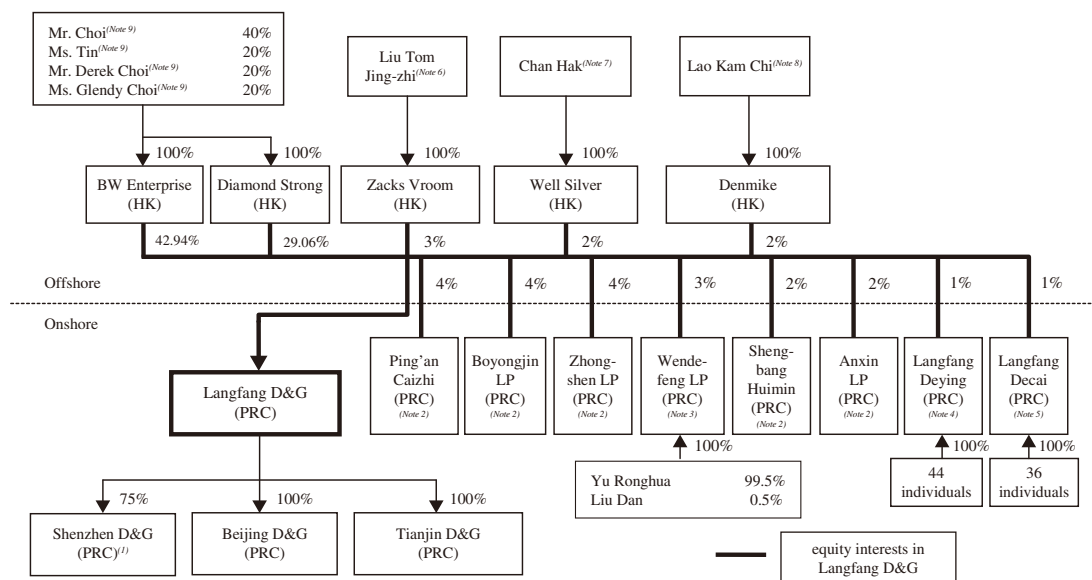 Mr. Choi(Note 9) 40%
Ms. Tin(Note 9) 20%
Mr. Derek Choi(Note 9) 20%
Ms. Glendy Choi(Note 9) 20%
Liu Tom
Jing-zhi(Note 6)
Chan Hak(Note 7)
Lao Kam Chi(Note 8)
100% 100% 100% 100% 100%
BW Enterprise
(HK)
Diamond Strong
(HK)
Zacks Vroom
(HK)
Well Silver
(HK)
Denmike
(HK)
42.94% 29.06% 3% 2% 2%
Offshore
4% 4% 4% 3% 2% 2% 1% 1%
Onshore
Langfang D&G
(PRC)
Ping’an
Caizhi
(PRC)
(Note 2)
Boyongjin
LP
(PRC)
(Note 2)
Zhong-
shen LP
(PRC)
(Note 2)
Wende-
feng LP
(PRC)
(Note 3)
Sheng-
bang
Huimin
(PRC)
(Note 2)
Anxin
LP
(PRC)
(Note 2)
Langfang
Deying
(PRC)
(Note 4)
Langfang
Decai
(PRC)
(Note 5)
100% 100% 100%
Yu Ronghua 99.5%
Liu Dan 0.5%
44
individuals
36
individuals
75% 100% 100%
Shenzhen D&G
(PRC)(1)
Beijing D&G
(PRC)
Tianjin D&G
(PRC)
equity interests in
Langfang D&G